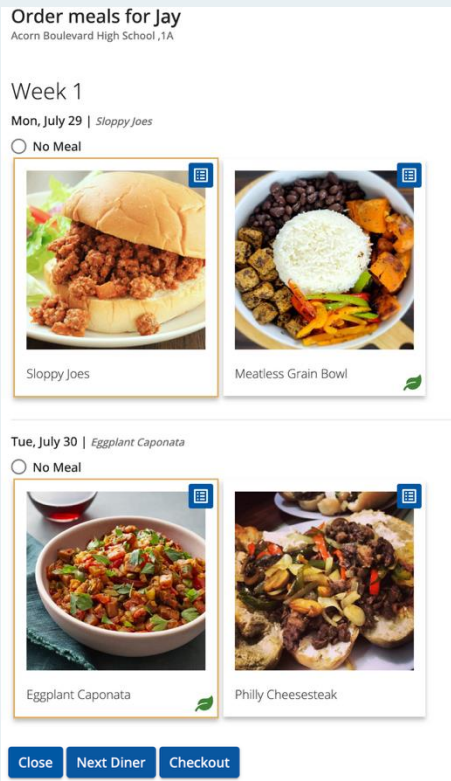 Order meals for Jay
Acorn Boulevard High School ,1A
Week 1
Mon, July 29 | Sloppy Joes
No Meal
Sloppy Joes
Meatless Grain Bowl
Tue, July 30 | Eggplant Caponata
No Meal
Eggplant Caponata
Philly Cheesesteak
Close
Next Diner
Checkout